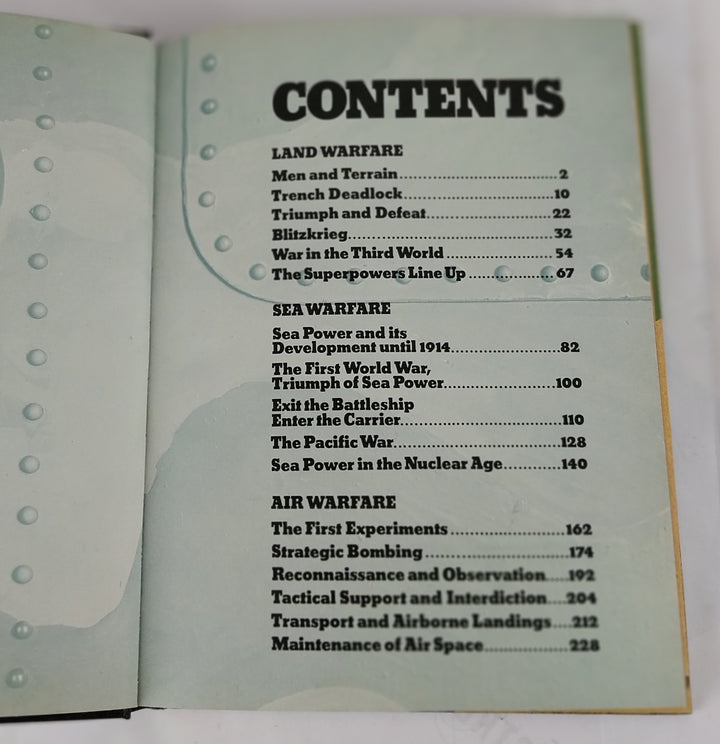 CONTENTS
LAND WARFARE
Men and Terrain........................................2
Trench Deadlock......................................10
Triumph and Defeat................................22
Blitzkrieg....................................................32
War in the Third World...........................54
The Superpowers Line Up......................67
SEA WARFARE
Sea Power and its
Development until 1914...........................82
The First World War,
Triumph of Sea Power............................100
Exit the Battleship
Enter the Carrier........................................110
The Pacific War..........................................128
Sea Power in the Nuclear Age..............140
AIR WARFARE
The First Experiments............................162
Strategic Bombing...................................174
Reconnaissance and Observation.....192
Tactical Support and Interdiction....204
Transport and Airborne Landings....212
Maintenance of Air Space.....................228